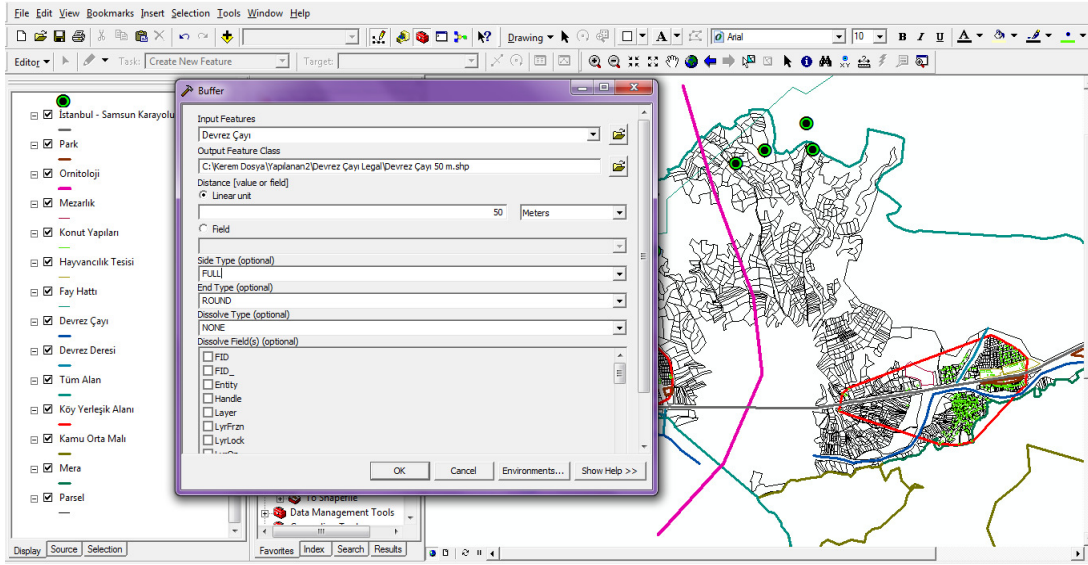 File Edit View Bookmarks Insert Selection Tools Window Help
Drawing
A
Arial
10
B I U A
Editor
Task: Create New Feature
Target:
İstanbul - Samsun Karayolu
Park
Ornitoloji
Mezarlık
Konut Yapıları
Hayvancılık Tesisi
Fay Hattı
Devrez Çayı
Devrez Deresi
Tüm Alan
Köy Yerleşik Alanı
Kamu Orta Malı
Mera
Parsel
Display Source Selection
Buffer
Input Features
Devrez Çayı
Output Feature Class
C:\Kerem Dosya\Yapılanan2\Devrez Çayı Legal\Devrez Çayı 50 m.shp
Distance [value or field]
Linear unit
50 Meters
Field
Side Type (optional)
FULL
End Type (optional)
ROUND
Dissolve Type (optional)
NONE
Dissolve Field(s) (optional)
FID
FID_
Entity
Handle
Layer
LyrFrzn
LyrLock
OK Cancel Environments... Show Help >>
To Shapefile
Data Management Tools
Favorites Index Search Results